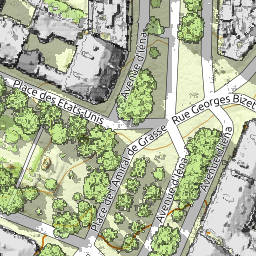 Avenue d'Iéna
Place des États-Unis
Rue Georges Bizet
Place de l'Amiral de Grasse
Avenue d'Iéna
Avenue d'Iéna